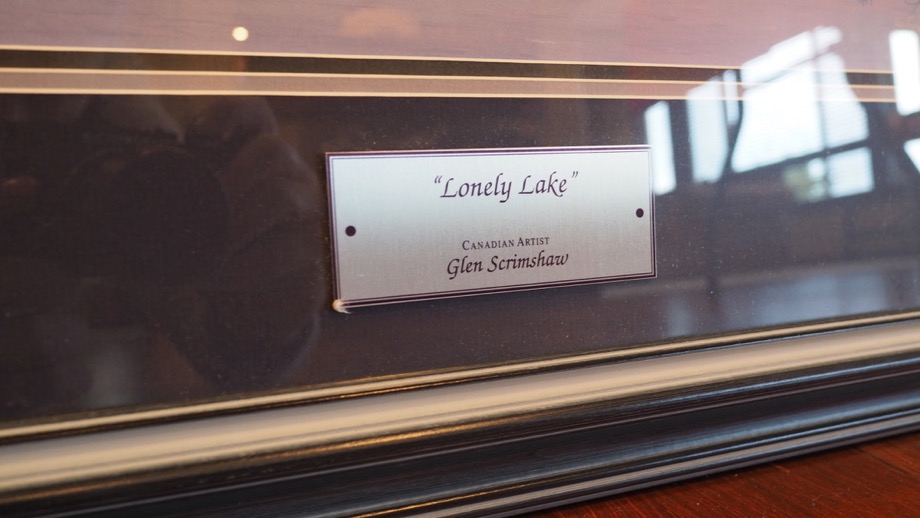 “Lonely Lake”
Canadian Artist
Glen Scrimshaw